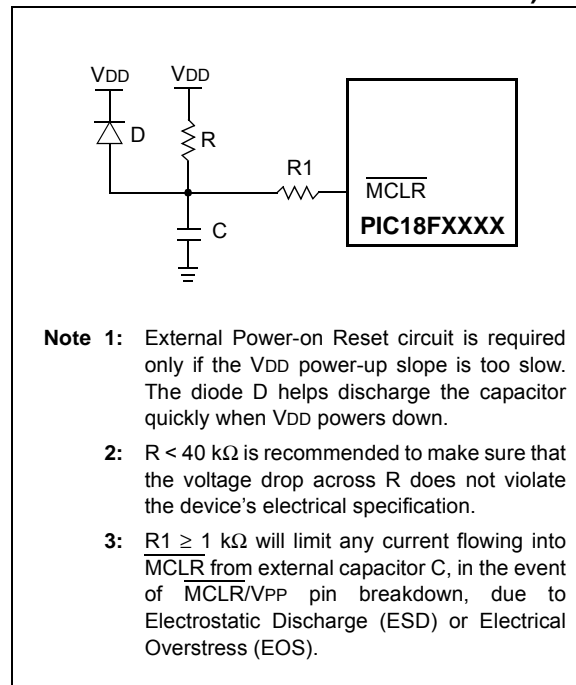 VDD VDD
D R
R1
MCLR
C
PIC18FXXXX
Note 1: External Power-on Reset circuit is required
only if the VDD power-up slope is too slow.
The diode D helps discharge the capacitor
quickly when VDD powers down.
2: R < 40 kΩ is recommended to make sure that
the voltage drop across R does not violate
the device's electrical specification.
3: R1 ≥ 1 kΩ will limit any current flowing into
MCLR from external capacitor C, in the event
of MCLR/VPP pin breakdown, due to
Electrostatic Discharge (ESD) or Electrical
Overstress (EOS).